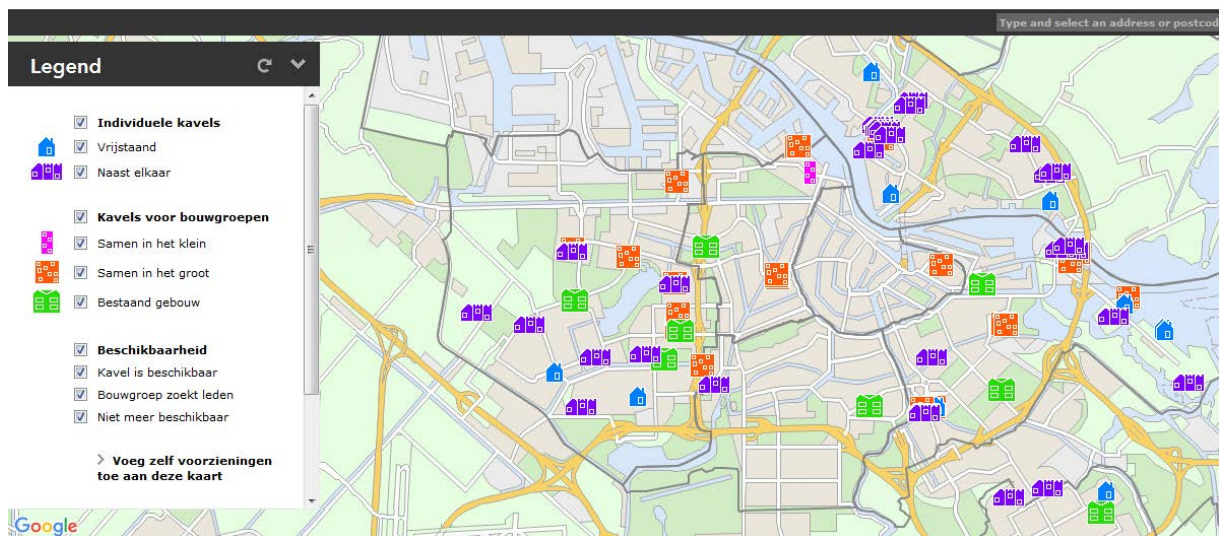 Type and select an address or postcod
Legend
Individuele kavels
Vrijstaand
Naast elkaar
Kavels voor bouwgroepen
Samen in het klein
Samen in het groot
Bestaand gebouw
Beschikbaarheid
Kavel is beschikbaar
Bouwgroep zoekt leden
Niet meer beschikbaar
> Voeg zelf voorzieningen
toe aan deze kaart
Google